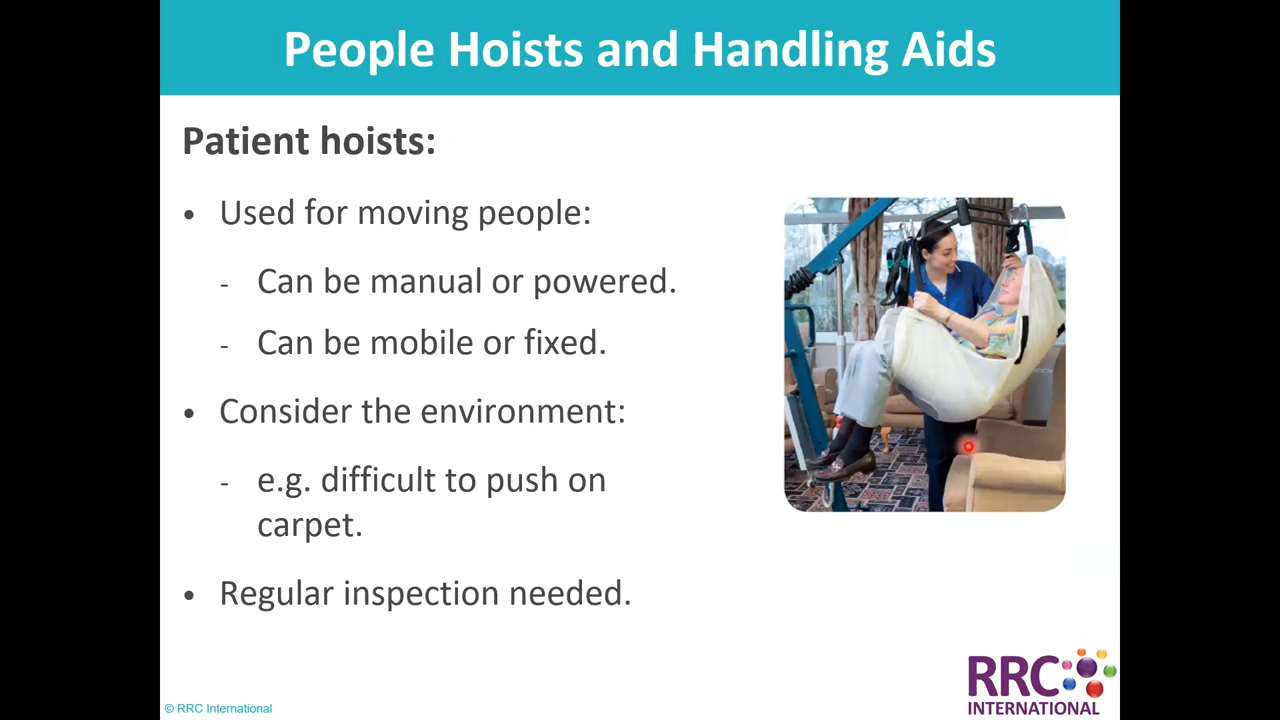 People Hoists and Handling Aids
Patient hoists:
• Used for moving people:
- Can be manual or powered.
- Can be mobile or fixed.
• Consider the environment:
- e.g. difficult to push on
carpet.
• Regular inspection needed.
RRC
INTERNATIONAL
© RRC International